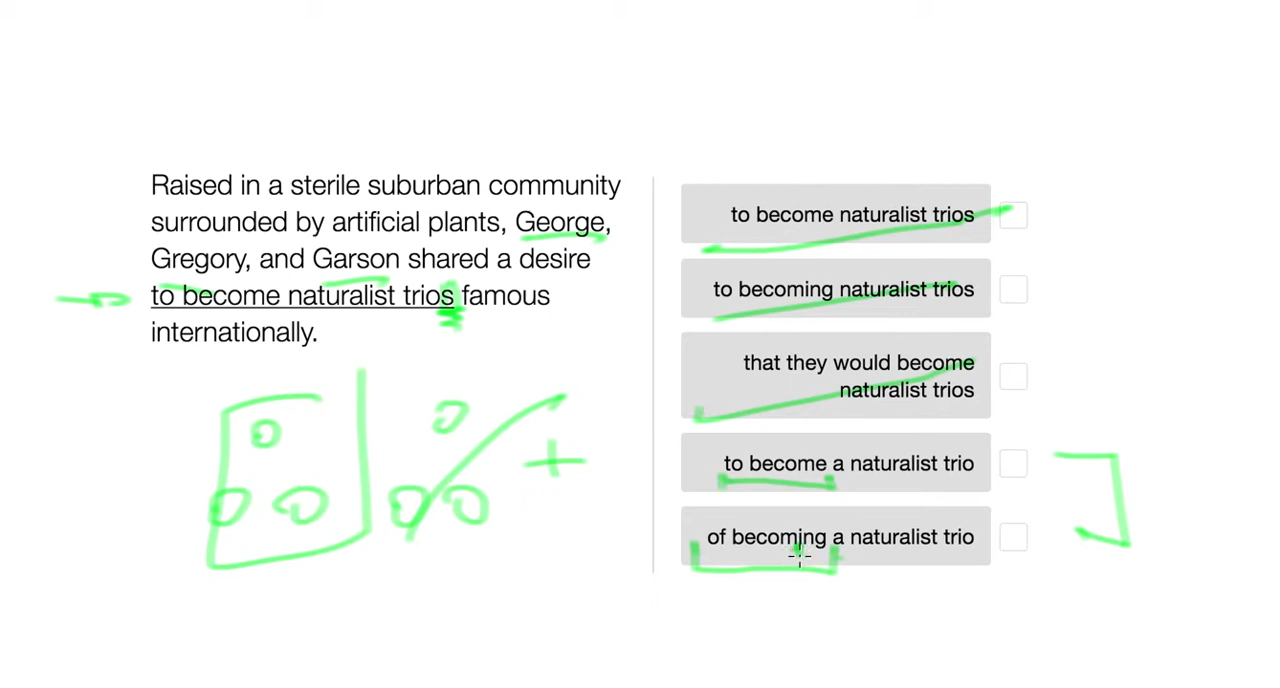 Raised in a sterile suburban community
surrounded by artificial plants, George,
Gregory, and Garson shared a desire
to become naturalist trios famous
internationally.
to become naturalist trios
to becoming naturalist trios
that they would become
naturalist trios
to become a naturalist trio
of becoming a naturalist trio